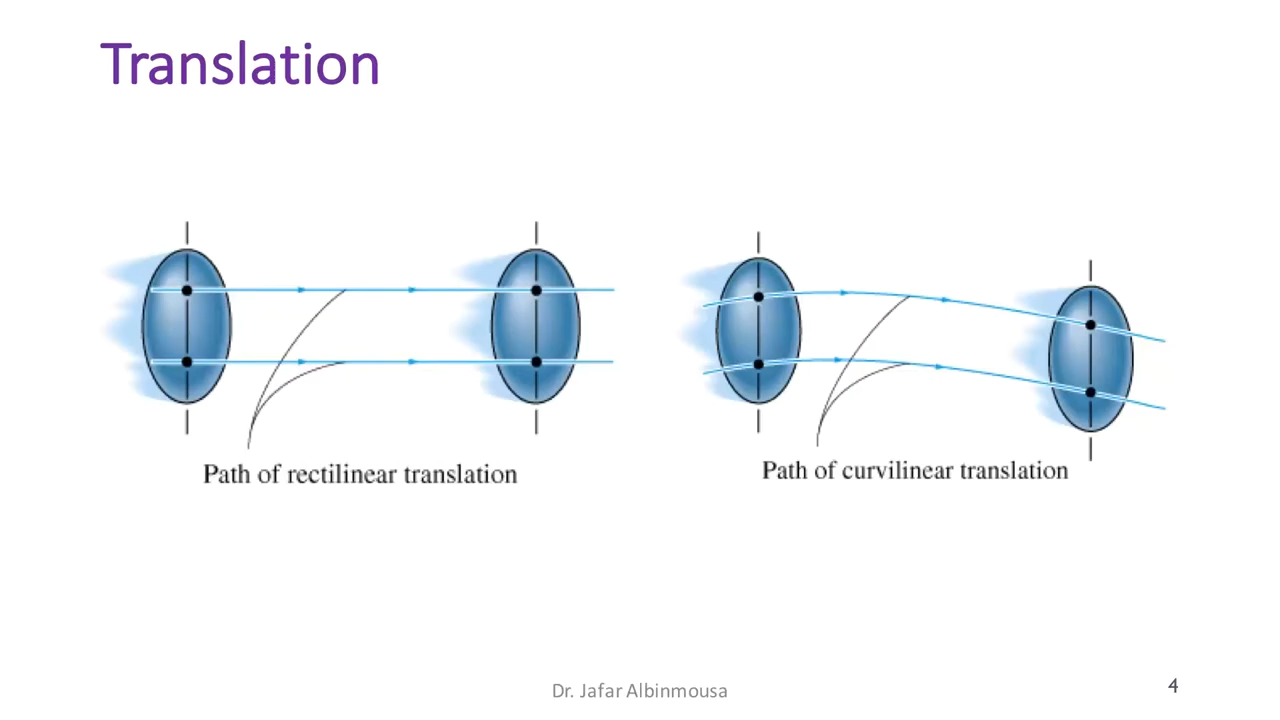 Translation
Path of rectilinear translation
Path of curvilinear translation
Dr. Jafar Albinmousa
4